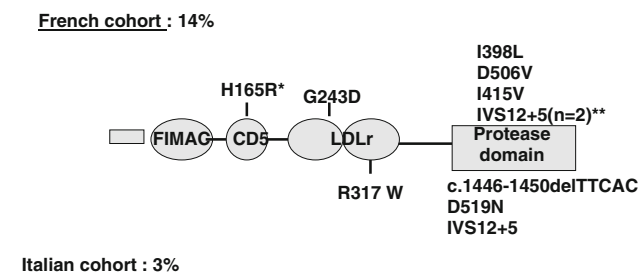 French cohort : 14%
I398L
D506V
I415V
IVS12+5(n=2)**
H165R*
G243D
FIMAC
CD5
LDLr
Protease
domain
R317 W
c.1446-1450delTTCAC
D519N
IVS12+5
Italian cohort : 3%